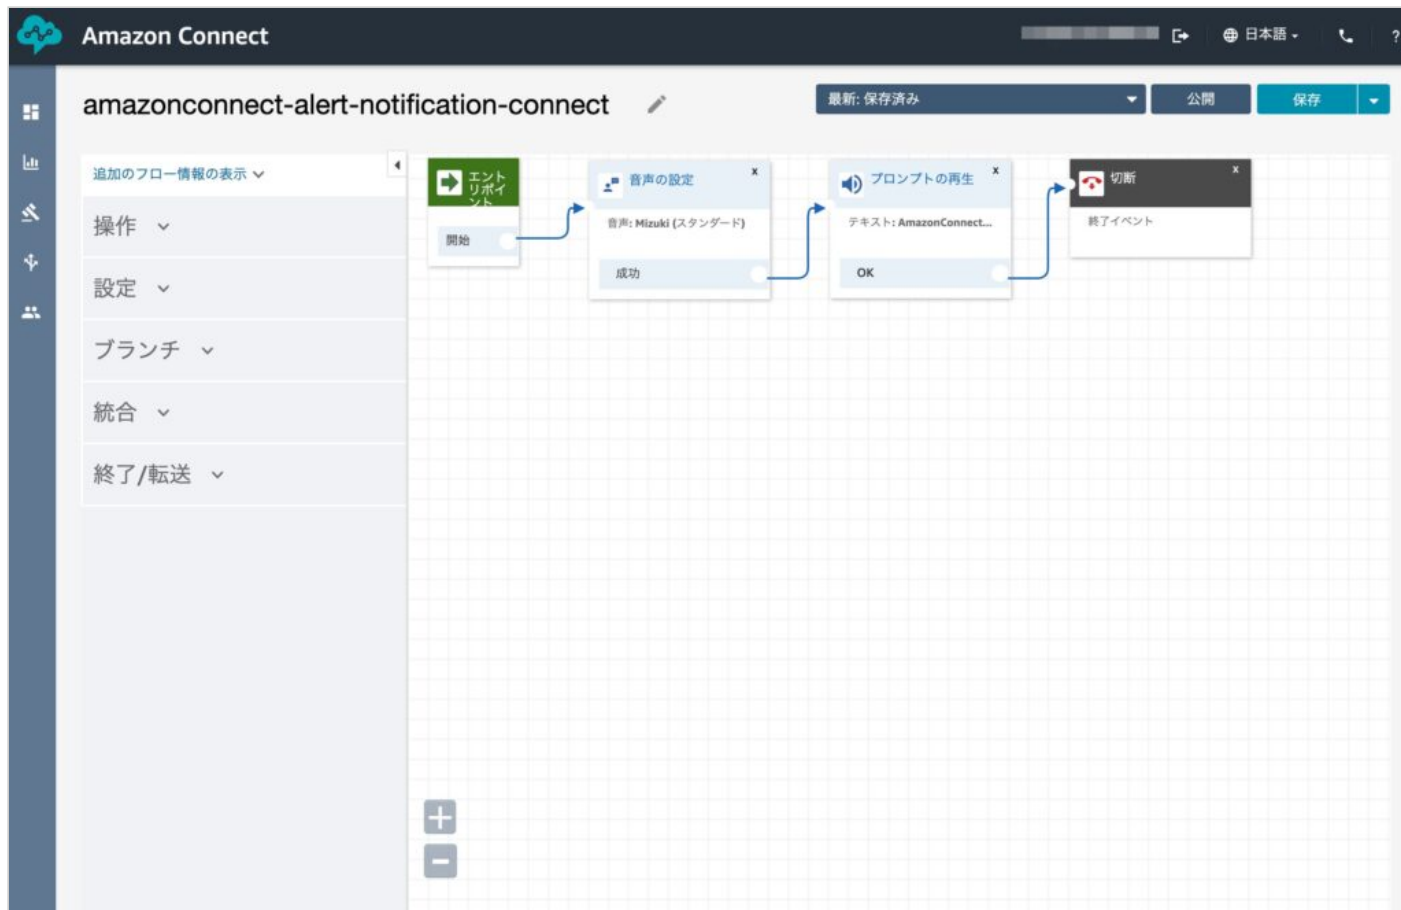 Amazon Connect
日本語
?
amazonconnect-alert-notification-connect
最新: 保存済み
公開
保存
追加のフロー情報の表示
操作
設定
ブランチ
統合
終了/転送
エント
リポイ
ント
開始
音声の設定
x
音声: Mizuki (スタンダード)
成功
プロンプトの再生
x
テキスト: AmazonConnect...
OK
切断
x
終了イベント